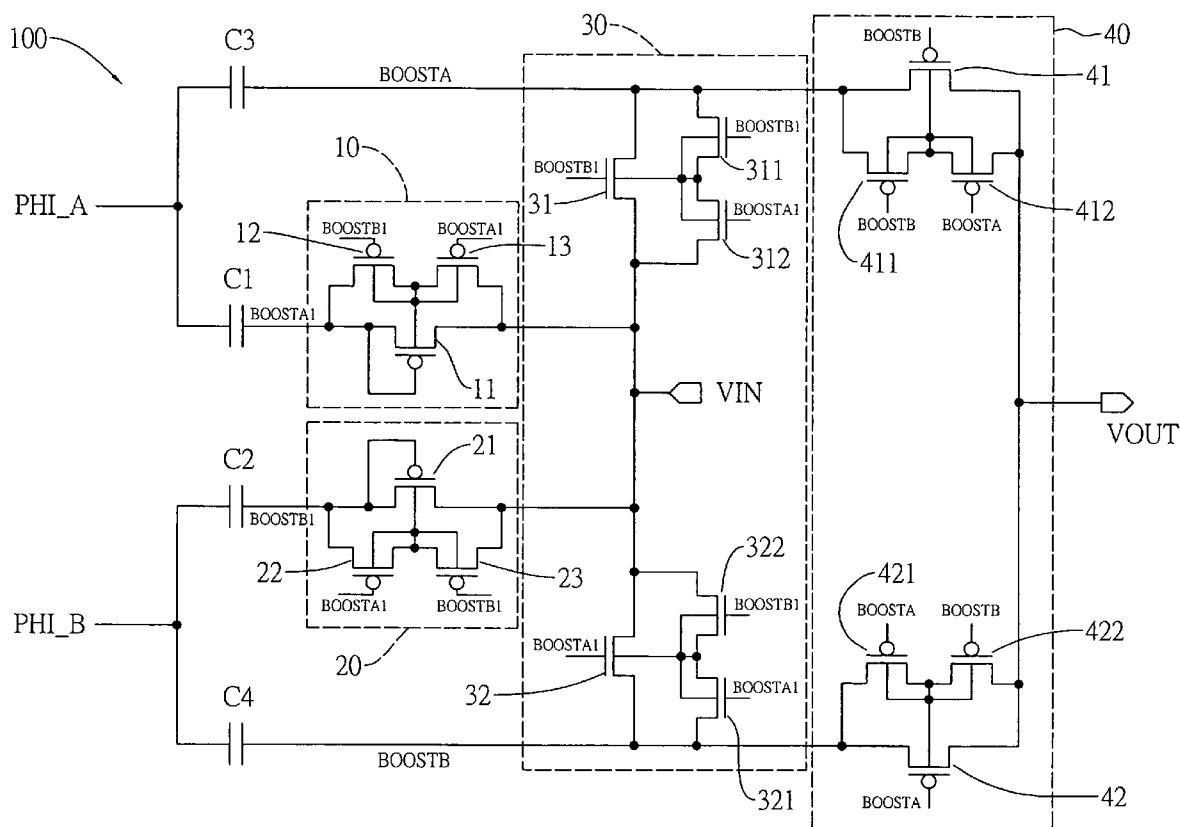 100
C3
BOOSTA
30
BOOSTB
40
41
BOOSTB1
311
BOOSTB1
31
BOOSTA1
312
411
BOOSTB
BOOSTA
412
10
PHI_A
12
BOOSTB1
BOOSTA1
13
C1
BOOSTA1
11
VIN
VOUT
C2
BOOSTB1
21
22
BOOSTA1
BOOSTB1
23
20
PHI_B
322
BOOSTB1
BOOSTA1
32
BOOSTA1
321
421
BOOSTA
BOOSTB
422
C4
BOOSTB
BOOSTA
42